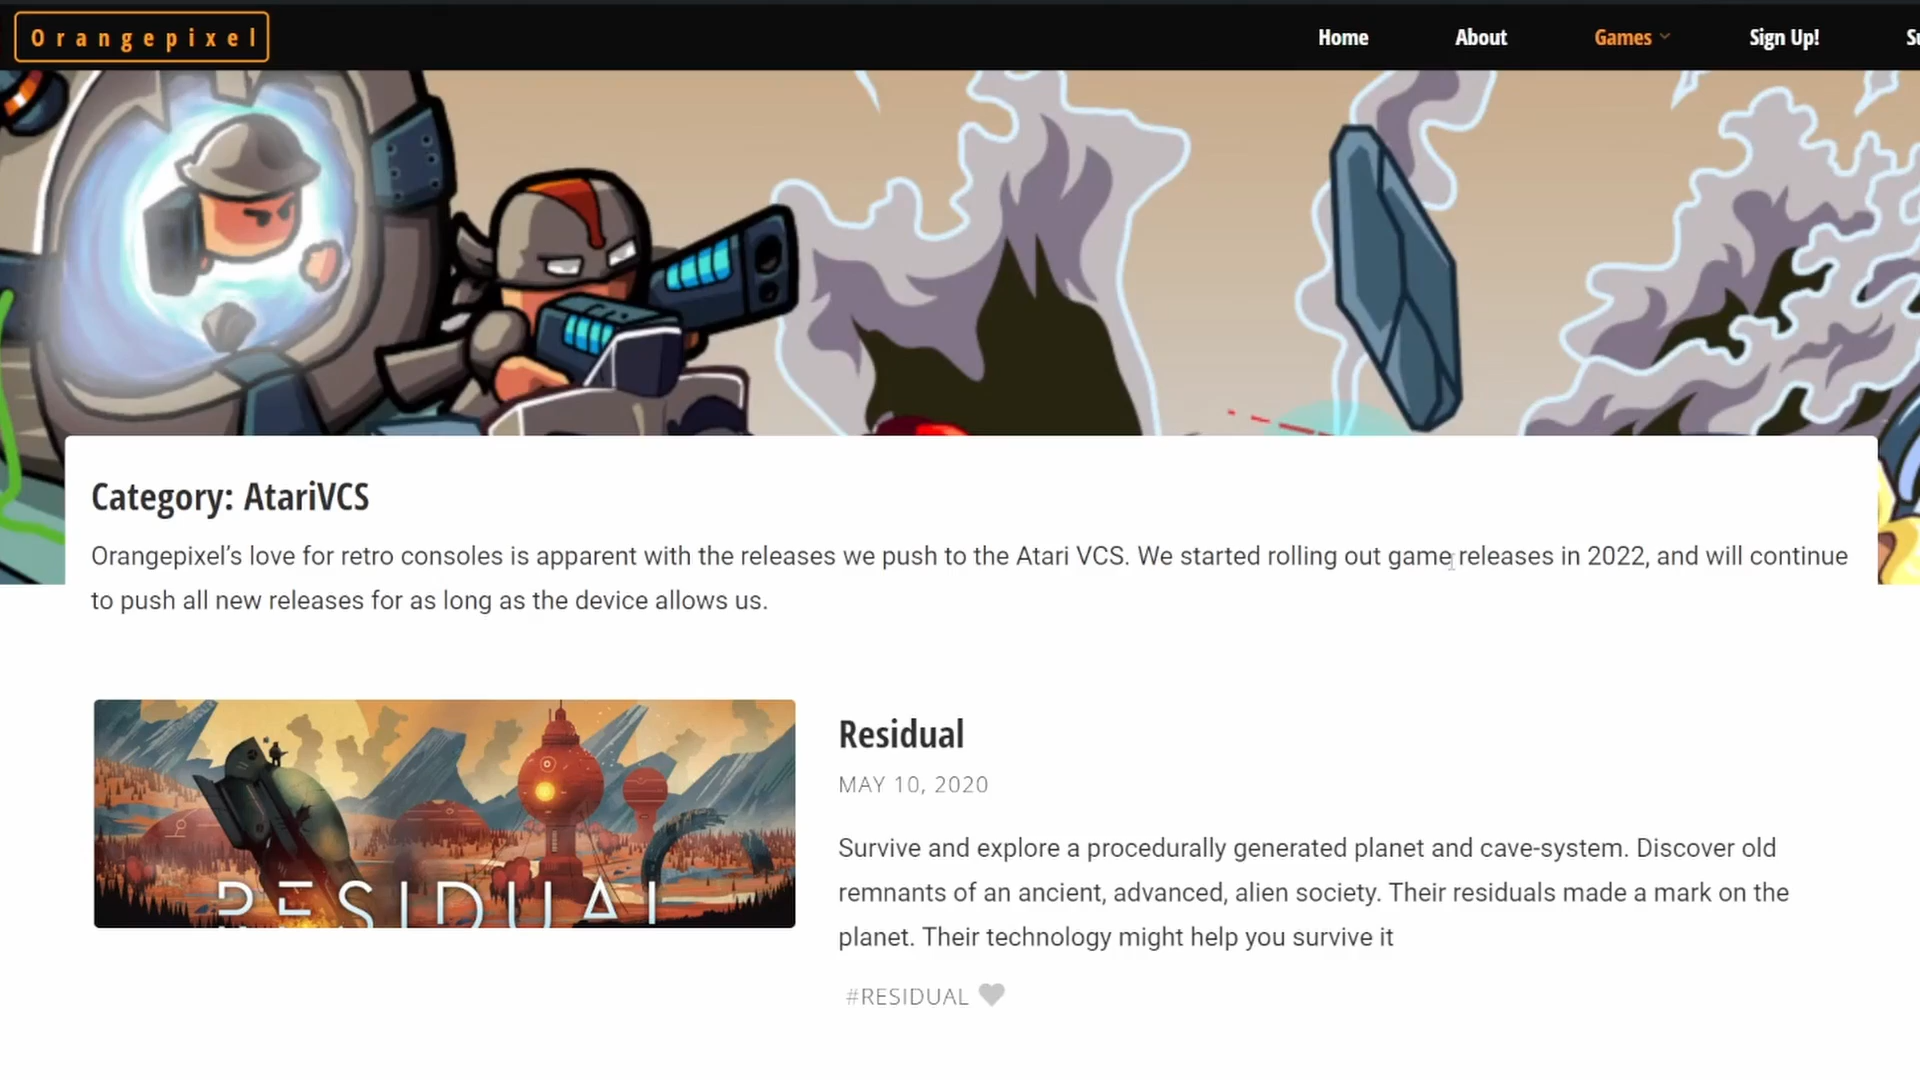 Orangepixel
Home About Games Sign Up!
Category: AtariVCS
Orangepixel’s love for retro consoles is apparent with the releases we push to the Atari VCS. We started rolling out game releases in 2022, and will continue
to push all new releases for as long as the device allows us.
RESIDUAL
Residual
MAY 10, 2020
Survive and explore a procedurally generated planet and cave-system. Discover old
remnants of an ancient, advanced, alien society. Their residuals made a mark on the
planet. Their technology might help you survive it
#RESIDUAL